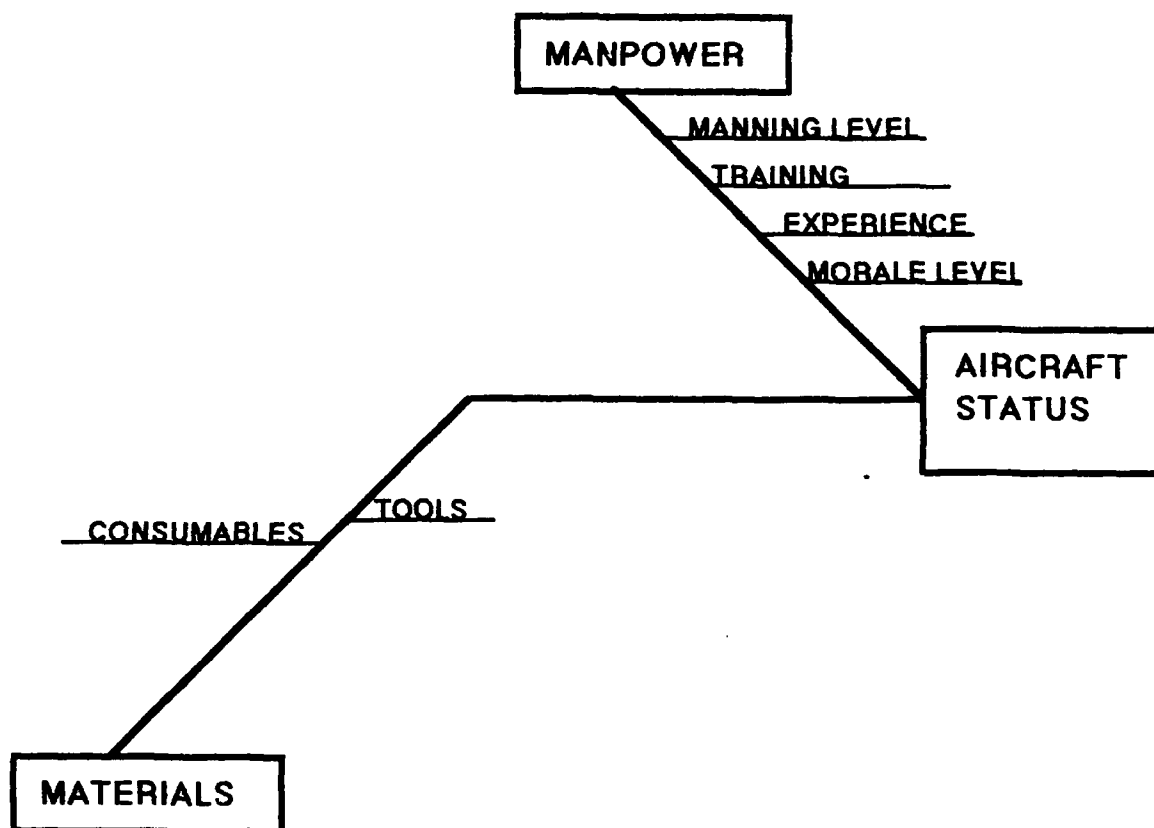 MANPOWER
MANNING LEVEL
TRAINING
EXPERIENCE
MORALE LEVEL
AIRCRAFT
STATUS
TOOLS
CONSUMABLES
MATERIALS